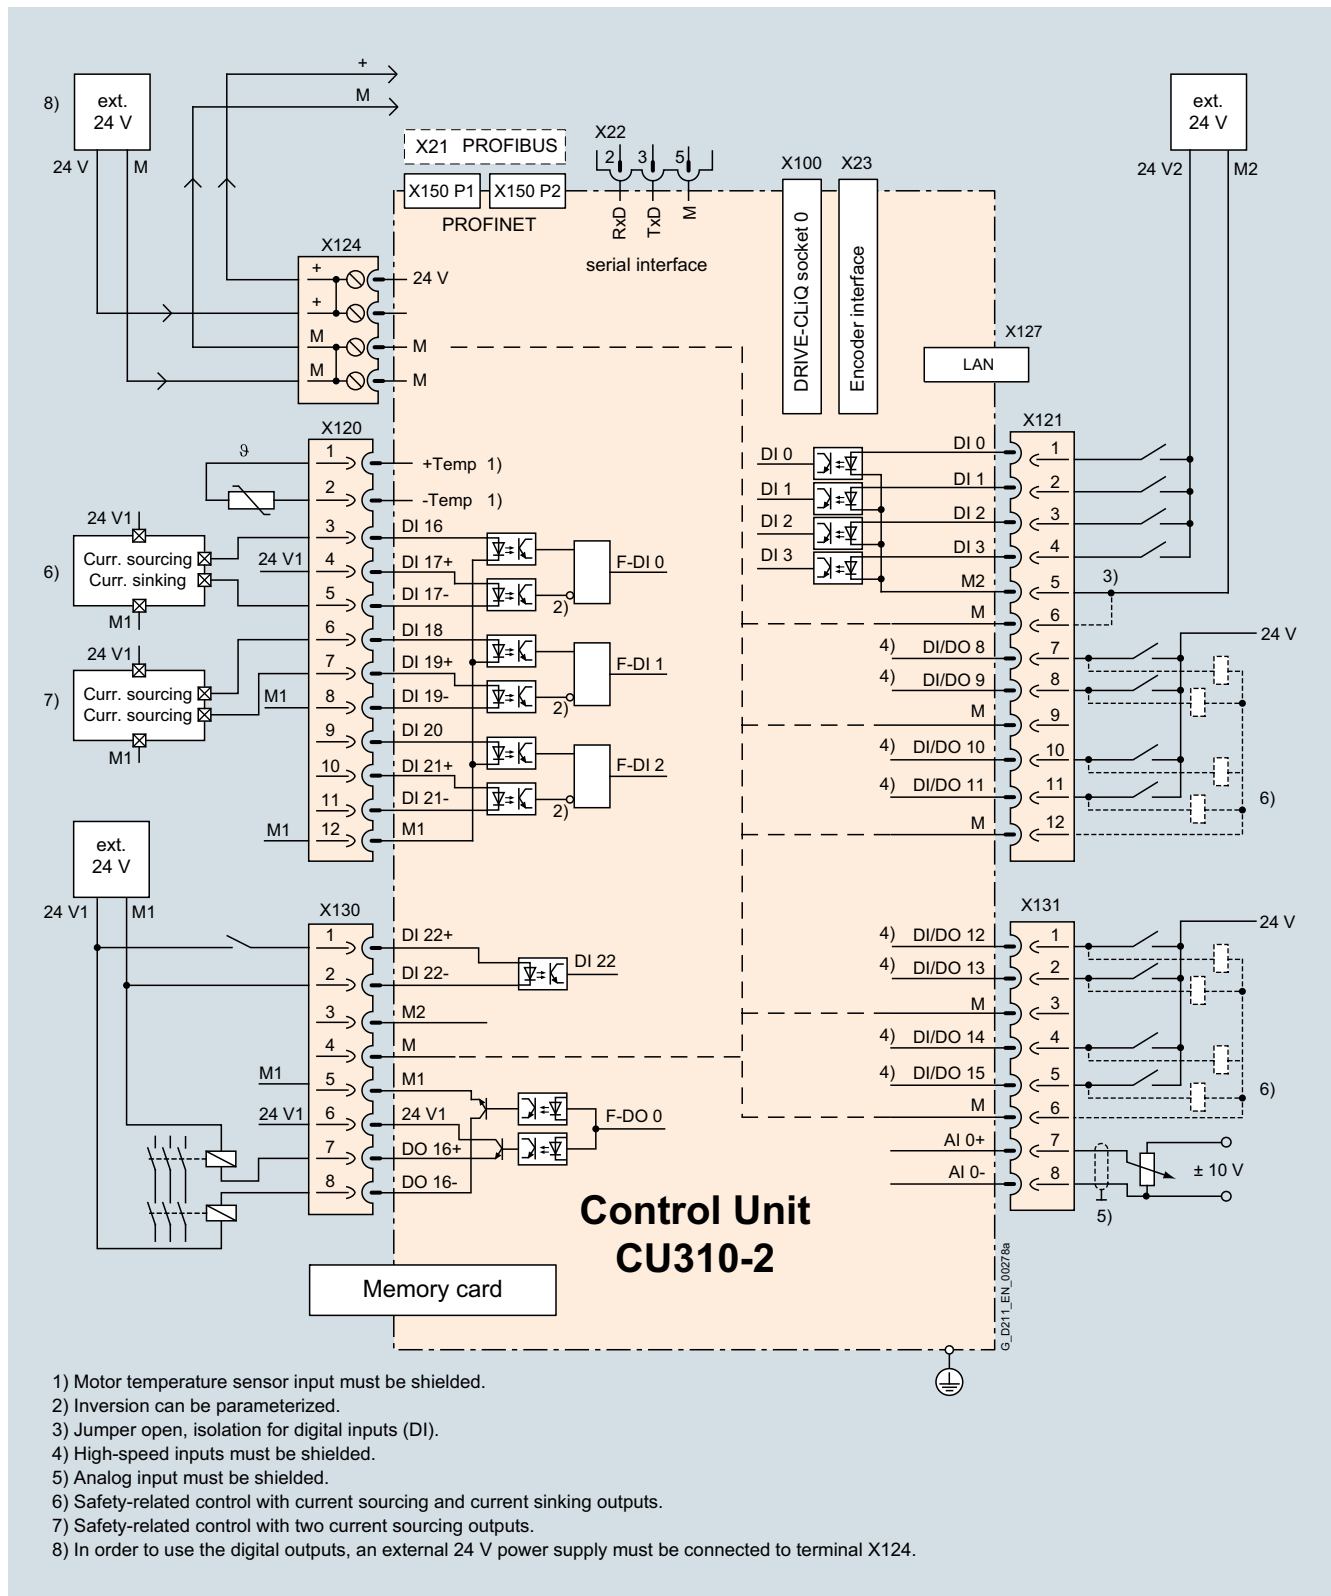 +
M
8)
ext.
24 V
24 V
M
X21 PROFIBUS
X150 P1
X150 P2
PROFINET
X22
2
3
5
RxD
TxD
M
serial interface
X100
X23
DRIVE-CLiQ socket 0
Encoder interface
ext.
24 V
24 V2
M2
X124
+
24 V
+
M
M
M
M
X127
LAN
X120
ϑ
1
+Temp 1)
2
-Temp 1)
3
DI 16
4
24 V1
DI 17+
5
DI 17-
F-DI 0
2)
6
DI 18
7
DI 19+
8
M1
DI 19-
F-DI 1
2)
9
DI 20
10
DI 21+
11
DI 21-
F-DI 2
2)
12
M1
M1
6)
24 V1
Curr. sourcing
Curr. sinking
M1
7)
24 V1
Curr. sourcing
Curr. sourcing
M1
X121
DI 0
DI 0
1
DI 1
DI 1
2
DI 2
DI 2
3
DI 3
DI 3
4
M2
5
3)
M
6
24 V
4) DI/DO 8
7
4) DI/DO 9
8
M
9
4) DI/DO 10
10
4) DI/DO 11
11
6)
M
12
ext.
24 V
24 V1
M1
X130
1
DI 22+
2
DI 22-
DI 22
3
M2
4
M
5
M1
M1
6
24 V1
24 V1
F-DO 0
7
DO 16+
8
DO 16-
X131
24 V
4) DI/DO 12
1
4) DI/DO 13
2
M
3
4) DI/DO 14
4
4) DI/DO 15
5
6)
M
6
AI 0+
7
± 10 V
AI 0-
8
5)
Control Unit
CU310-2
Memory card
G_D211_EN_00278a
1) Motor temperature sensor input must be shielded.
2) Inversion can be parameterized.
3) Jumper open, isolation for digital inputs (DI).
4) High-speed inputs must be shielded.
5) Analog input must be shielded.
6) Safety-related control with current sourcing and current sinking outputs.
7) Safety-related control with two current sourcing outputs.
8) In order to use the digital outputs, an external 24 V power supply must be connected to terminal X124.